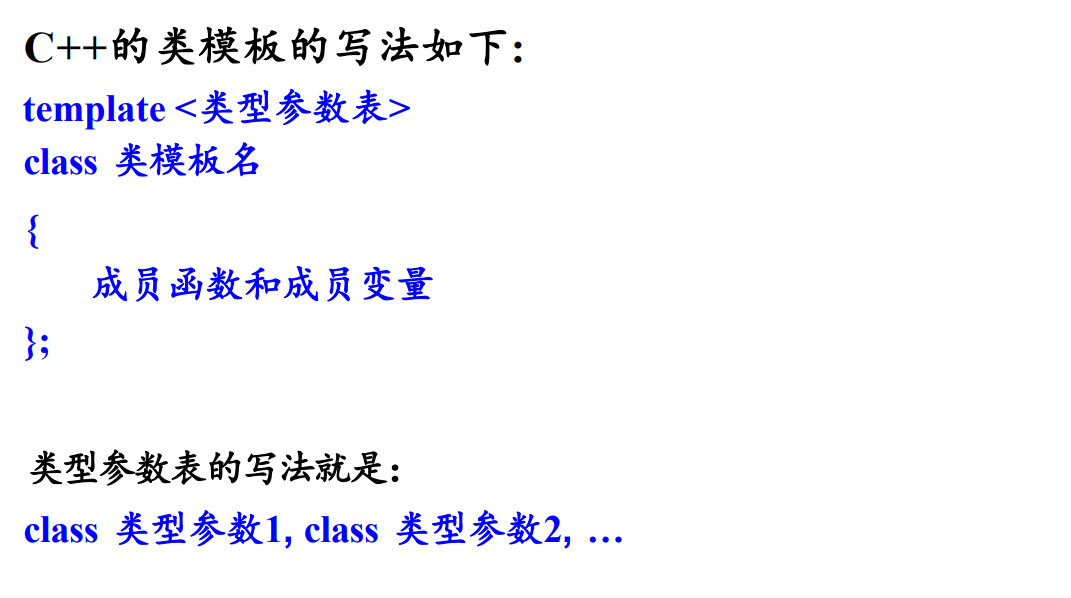 C++的类模板的写法如下：
template <类型参数表>
class 类模板名
{
成员函数和成员变量
};
类型参数表的写法就是：
class 类型参数1, class 类型参数2, …